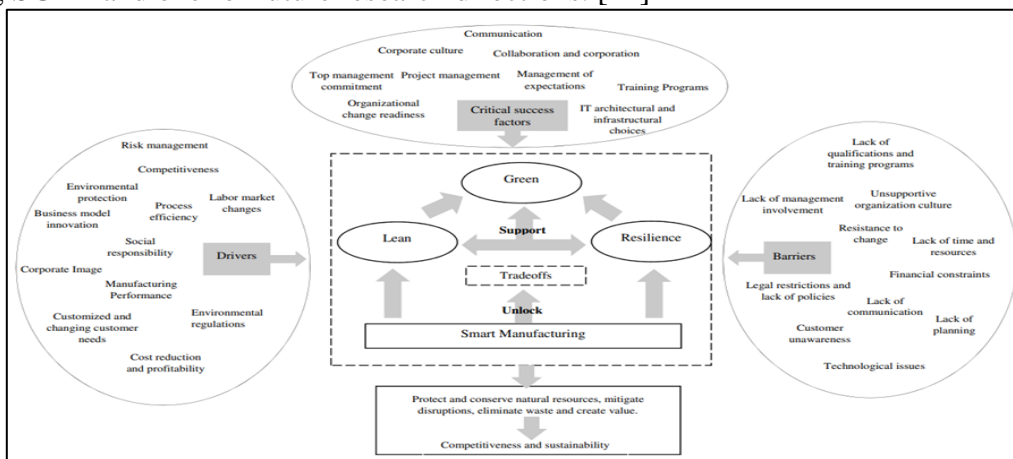 Communication
Corporate culture
Collaboration and corporation
Top management
commitment
Project management
Management of
expectations
Training Programs
Organizational
change readiness
Critical success
factors
IT architectural and
infrastructural
choices
Risk management
Competitiveness
Environmental
protection
Labor market
changes
Business model
innovation
Process
efficiency
Social
responsibility
Drivers
Corporate Image
Manufacturing
Performance
Customized and
changing customer
needs
Environmental
regulations
Cost reduction
and profitability
Green
Lean
Support
Resilience
Tradeoffs
Unlock
Smart Manufacturing
Protect and conserve natural resources, mitigate
disruptions, eliminate waste and create value.
Competitiveness and sustainability
Lack of
qualifications and
training programs
Lack of management
involvement
Unsupportive
organization culture
Resistance to
change
Lack of time and
resources
Barriers
Financial constraints
Legal restrictions and
lack of policies
Lack of
communication
Lack of
planning
Customer
unawareness
Technological issues